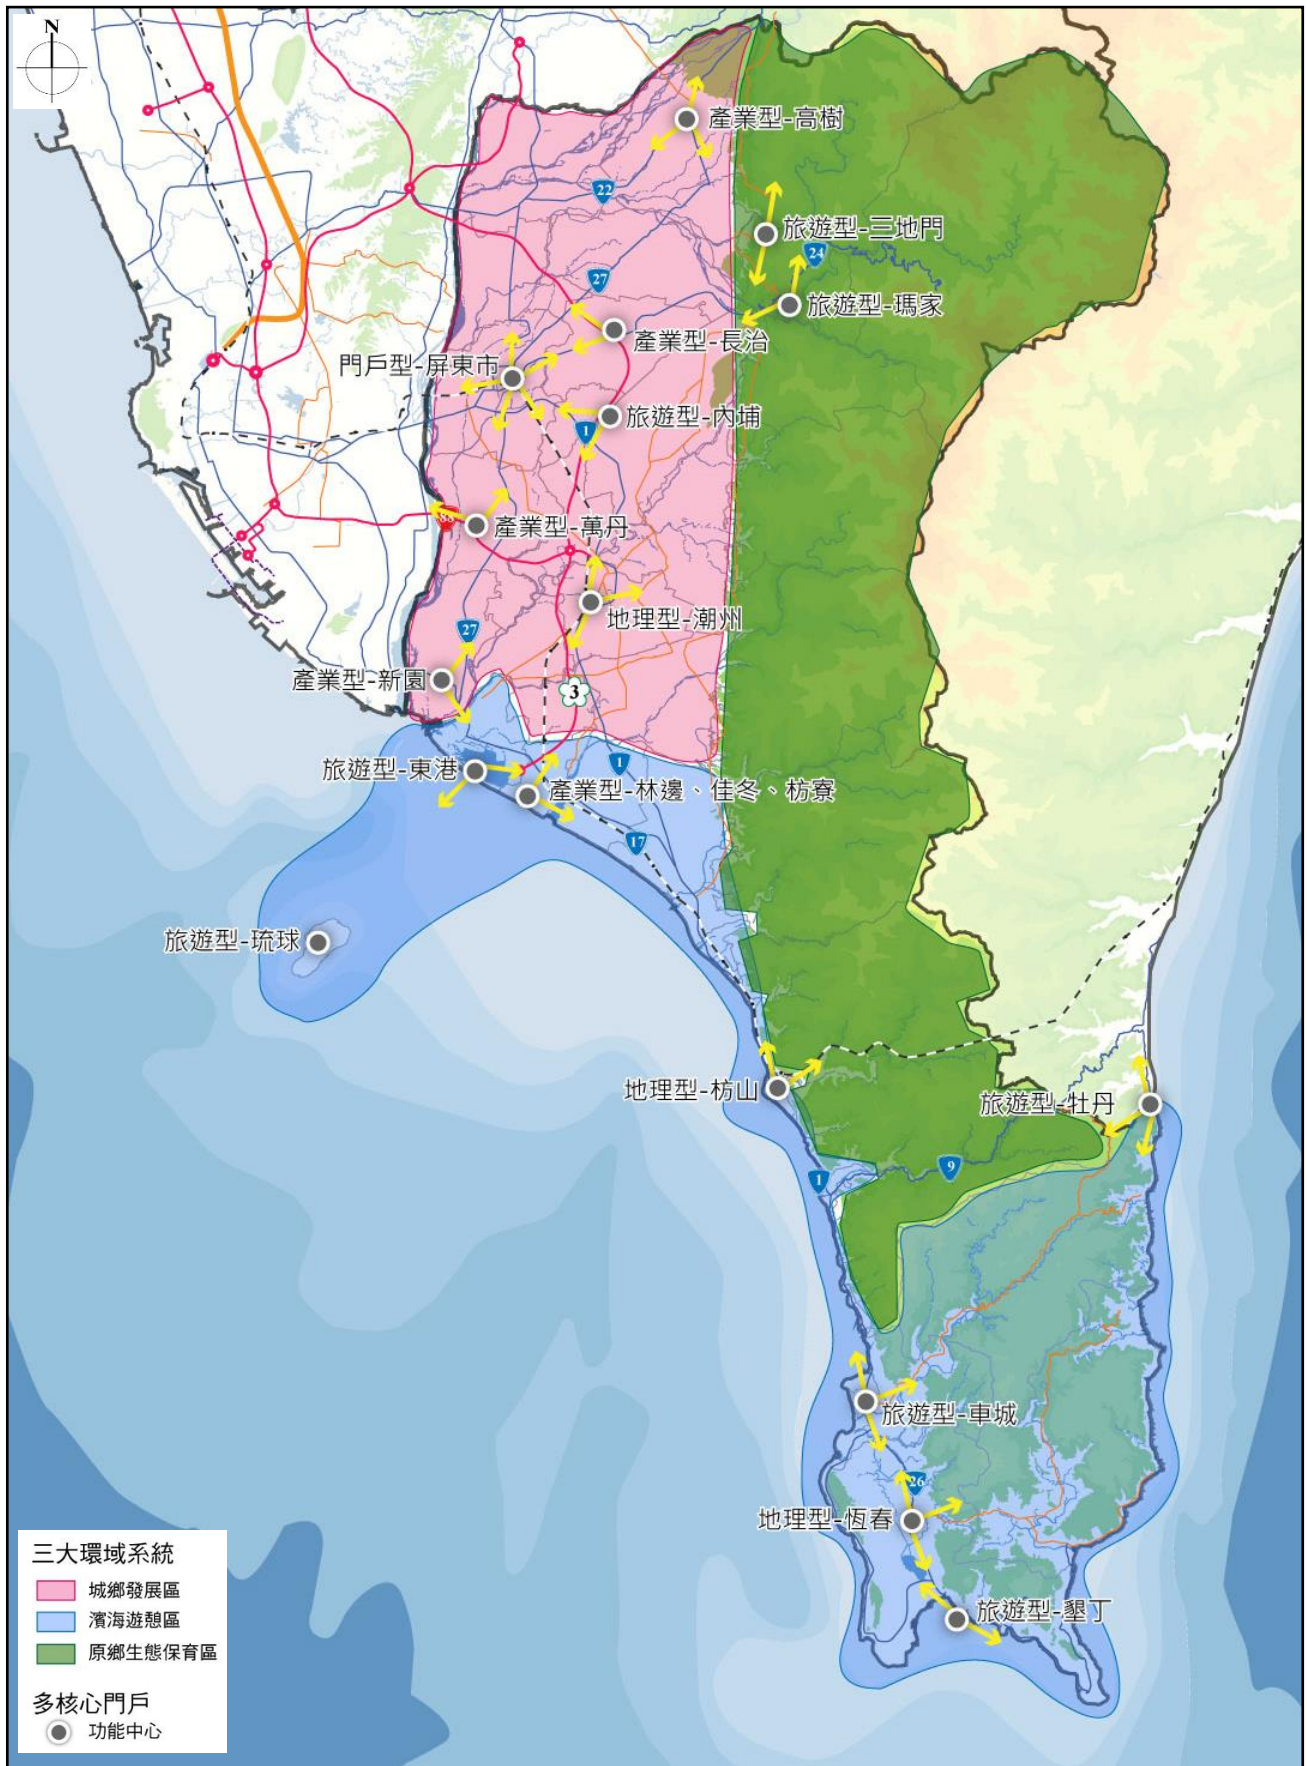 N
產業型-高樹
22
旅遊型-三地門
24
27
旅遊型-瑪家
產業型-長治
門戶型-屏東市
旅遊型-內埔
1
88
產業型-萬丹
地理型-潮州
27
產業型-新園
3
旅遊型-東港
1
產業型-林邊、佳冬、枋寮
17
旅遊型-琉球
地理型-枋山
旅遊型-牡丹
1
9
旅遊型-車城
26
地理型-恆春
旅遊型-墾丁
三大環域系統
城鄉發展區
濱海遊憩區
原鄉生態保育區
多核心門戶
功能中心